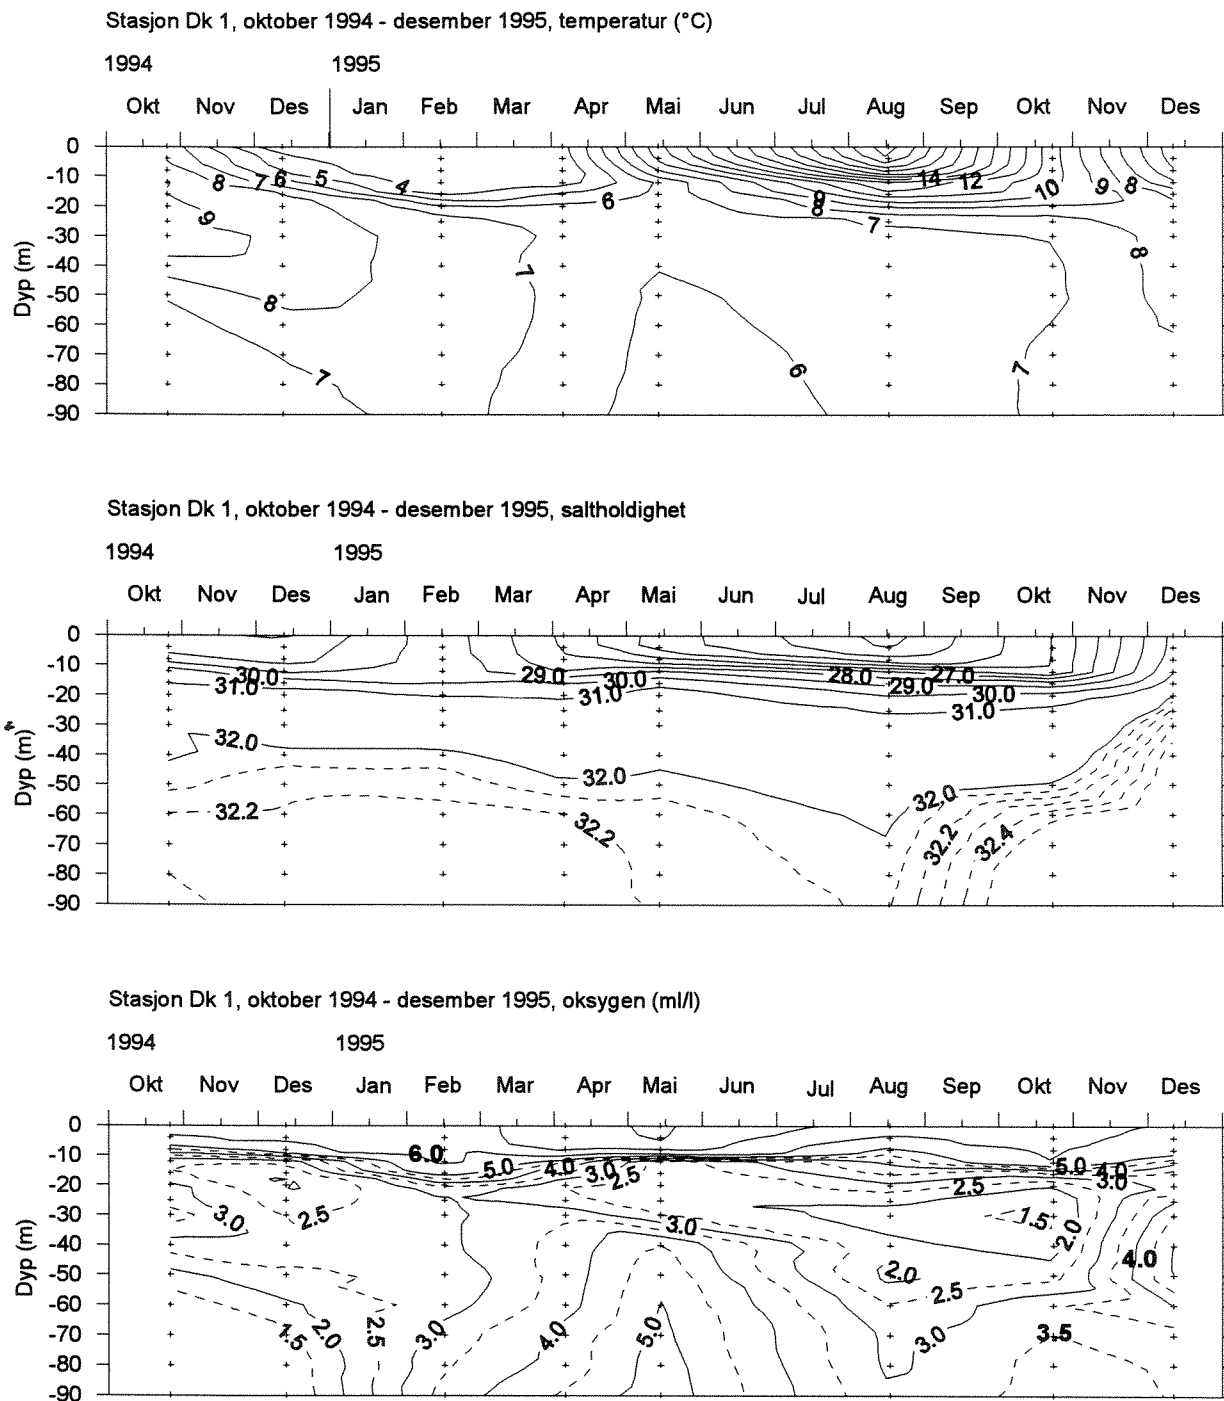 Stasjon Dk 1, oktober 1994 - desember 1995, temperatur (°C)
1994 1995
Okt Nov Des Jan Feb Mar Apr Mai Jun Jul Aug Sep Okt Nov Des
0
-10
-20
-30
-40
-50
-60
-70
-80
-90
Dyp (m)
8 7 6 5 4 6 9 8 7 14 12 10 9 8
9 8 7 7 6 7 8
Stasjon Dk 1, oktober 1994 - desember 1995, saltholdighet
1994 1995
Okt Nov Des Jan Feb Mar Apr Mai Jun Jul Aug Sep Okt Nov Des
0
-10
-20
-30
-40
-50
-60
-70
-80
-90
Dyp (m)
30.0 29.0 30.0 28.0 27.0
31.0 31.0 29.0 30.0
31.0
32.0 32.0 32.0
32.2 32.2 32.2 32.4
Stasjon Dk 1, oktober 1994 - desember 1995, oksygen (ml/l)
1994 1995
Okt Nov Des Jan Feb Mar Apr Mai Jun Jul Aug Sep Okt Nov Des
0
-10
-20
-30
-40
-50
-60
-70
-80
-90
Dyp (m)
6.0 5.0 4.0 3.0 2.5 5.0 4.0
3.0 2.5 3.0 2.5 1.5 2.0 3.0
2.0 2.5 4.0
1.5 2.0 2.5 3.0 4.0 5.0 3.0 3.5